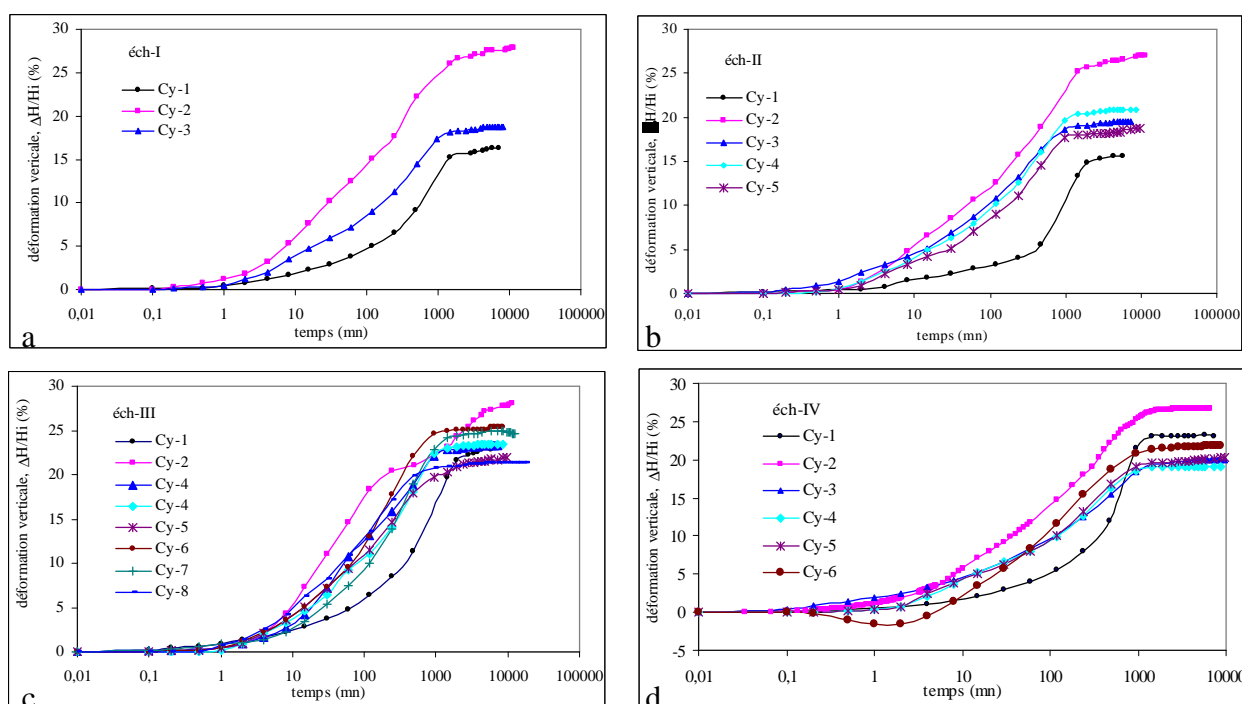 30
25
20
15
10
5
0
déformation vericale, ΔH/Hi (%)
éch-I
Cy-1
Cy-2
Cy-3
0,01 0,1 1 10 100 1000 10000 100000
temps (mn)
a
30
25
20
15
10
5
0
déformation verticale, H/Hi (%)
éch-II
Cy-1
Cy-2
Cy-3
Cy-4
Cy-5
0,01 0,1 1 10 100 1000 10000 100000
temps (mn)
b
30
25
20
15
10
5
0
déformation verticale, ΔH/Hi (%)
éch-III
Cy-1
Cy-2
Cy-4
Cy-4
Cy-5
Cy-6
Cy-7
Cy-8
0,01 0,1 1 10 100 1000 10000 100000
temps (mn)
c
30
25
20
15
10
5
0
-5
déformation verticale, ΔH/Hi (%)
éch-IV
Cy-1
Cy-2
Cy-3
Cy-4
Cy-5
Cy-6
0,01 0,1 1 10 100 1000 10000
temps (mn)
d